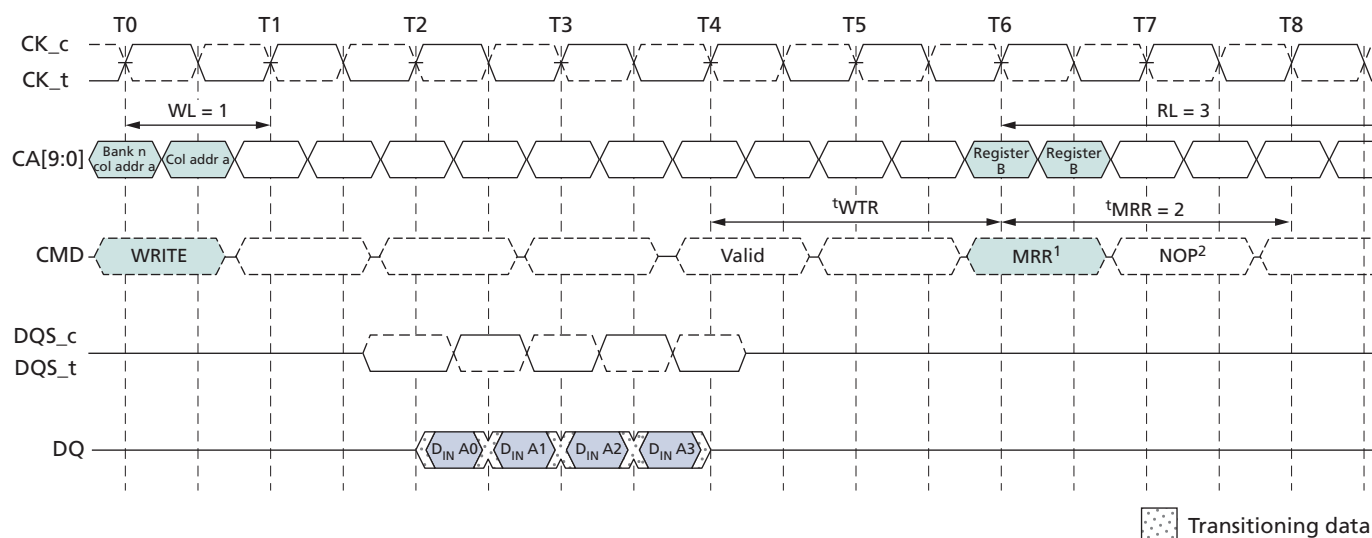 T0 T1 T2 T3 T4 T5 T6 T7 T8
CK_c
CK_t
WL = 1
RL = 3
CA[9:0]
Bank n
col addr a
Col addr a
Register
B
Register
B
tWTR
tMRR = 2
CMD
WRITE
Valid
MRR1
NOP2
DQS_c
DQS_t
DQ
DIN A0
DIN A1
DIN A2
DIN A3
Transitioning data